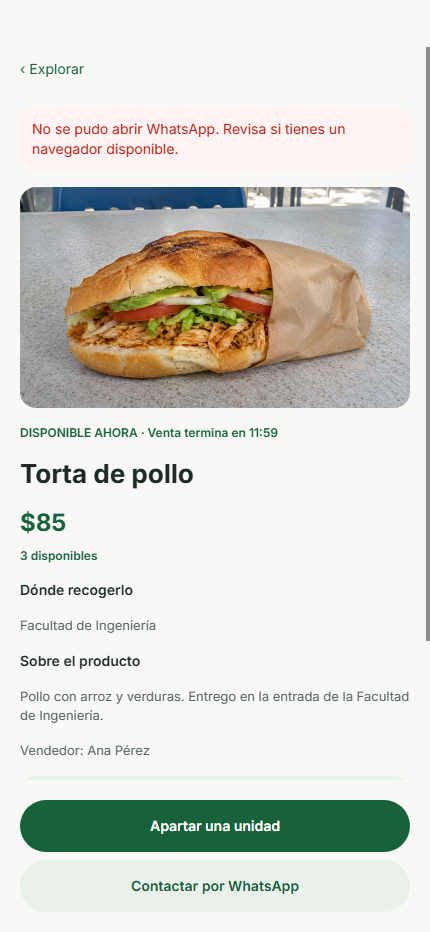 ‹ Explorar
No se pudo abrir WhatsApp. Revisa si tienes un
navegador disponible.
DISPONIBLE AHORA · Venta termina en 11:59
Torta de pollo
$85
3 disponibles
Dónde recogerlo
Facultad de Ingeniería
Sobre el producto
Pollo con arroz y verduras. Entrego en la entrada de la Facultad
de Ingeniería.
Vendedor: Ana Pérez
Apartar una unidad
Contactar por WhatsApp